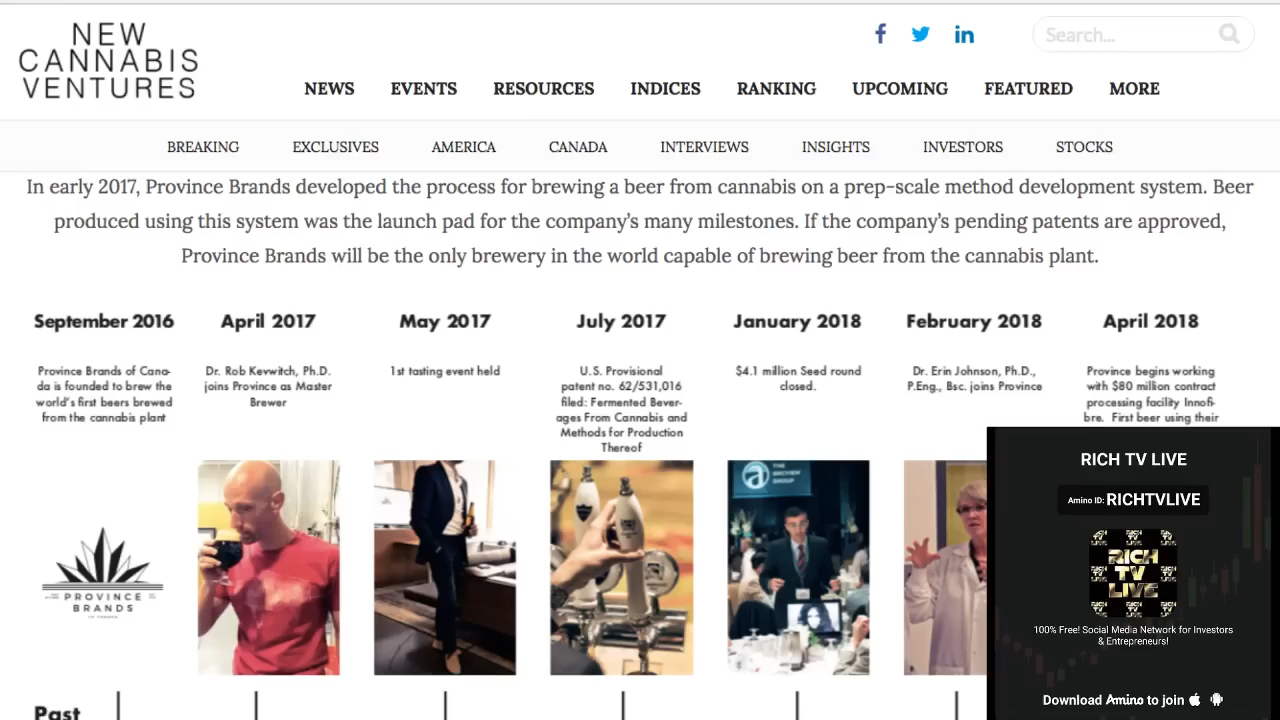 NEW
CANNABIS
VENTURES
Search...
NEWS EVENTS RESOURCES INDICES RANKING UPCOMING FEATURED MORE
BREAKING EXCLUSIVES AMERICA CANADA INTERVIEWS INSIGHTS INVESTORS STOCKS
In early 2017, Province Brands developed the process for brewing a beer from cannabis on a prep-scale method development system. Beer
produced using this system was the launch pad for the company’s many milestones. If the company’s pending patents are approved,
Province Brands will be the only brewery in the world capable of brewing beer from the cannabis plant.
September 2016
Province Brands of Cana-
da is founded to brew the
world's first beers brewed
from the cannabis plant
PROVINCE
BRANDS
April 2017
Dr. Rob Kevwitch, Ph.D.
joins Province as Master
Brewer
May 2017
1st tasting event held
July 2017
U.S. Provisional
patent no. 62/531,016
filed: Fermented Bever-
ages From Cannabis and
Methods for Production
Thereof
January 2018
$4.1 million Seed round
closed.
February 2018
Dr. Erin Johnson, Ph.D.,
P.Eng., Bsc. joins Province
April 2018
Province begins working
with $80 million contract
processing facility Innofi-
bre. First beer using their
Past
RICH TV LIVE
Amino ID: RICHTVLIVE
RICH
TV
LIVE
100% Free! Social Media Network for Investors
& Entrepreneurs!
Download Amino to join